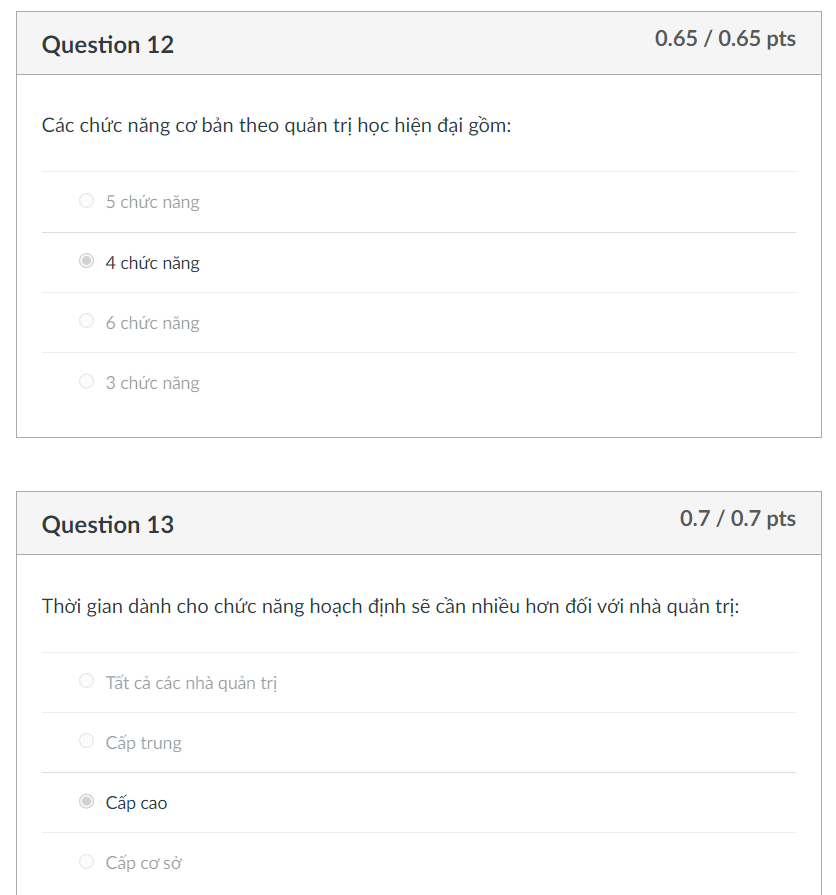 Question 12
0.65 / 0.65 pts
Các chức năng cơ bản theo quản trị học hiện đại gồm:
5 chức năng
4 chức năng
6 chức năng
3 chức năng
Question 13
0.7 / 0.7 pts
Thời gian dành cho chức năng hoạch định sẽ cần nhiều hơn đối với nhà quản trị:
Tất cả các nhà quản trị
Cấp trung
Cấp cao
Cấp cơ sở